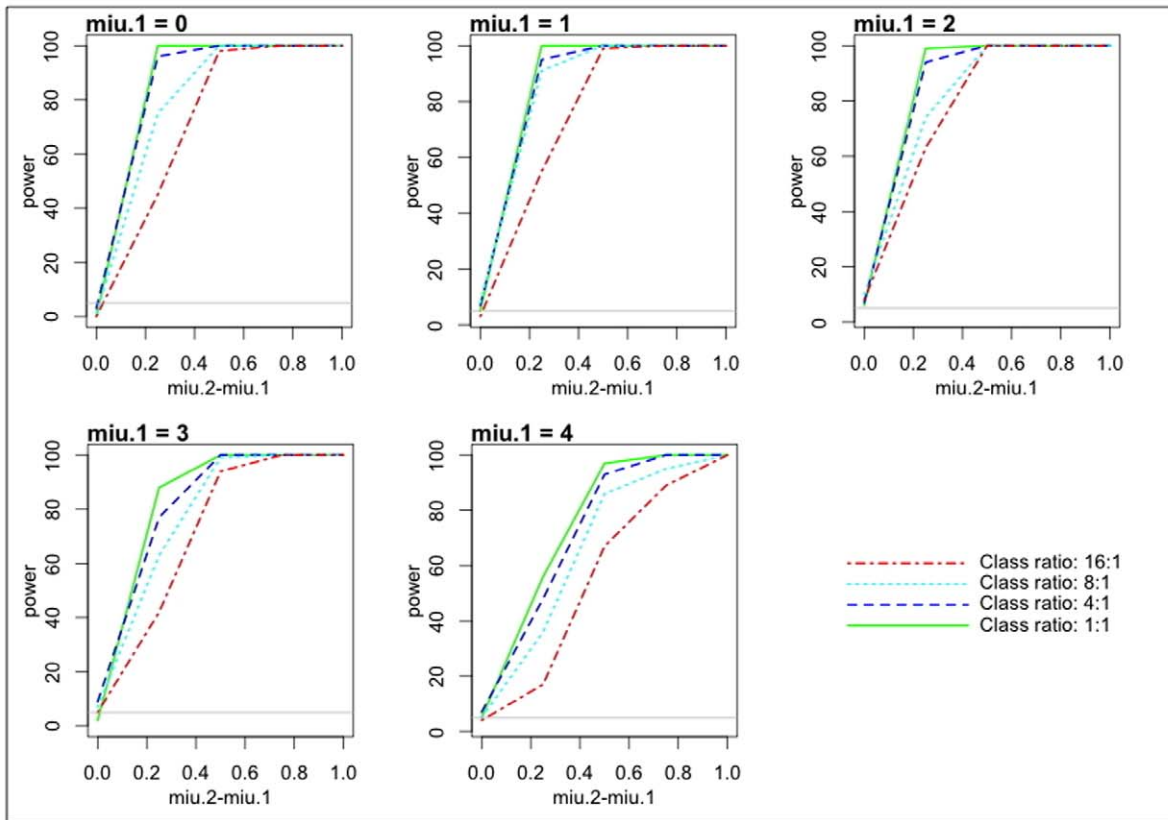 miu.1 = 0
100
80
60
40
20
0
power
0.0 0.2 0.4 0.6 0.8 1.0
miu.2-miu.1
miu.1 = 1
100
80
60
40
20
0
power
0.0 0.2 0.4 0.6 0.8 1.0
miu.2-miu.1
miu.1 = 2
100
80
60
40
20
0
power
0.0 0.2 0.4 0.6 0.8 1.0
miu.2-miu.1
miu.1 = 3
100
80
60
40
20
0
power
0.0 0.2 0.4 0.6 0.8 1.0
miu.2-miu.1
miu.1 = 4
100
80
60
40
20
0
power
0.0 0.2 0.4 0.6 0.8 1.0
miu.2-miu.1
Class ratio: 16:1
Class ratio: 8:1
Class ratio: 4:1
Class ratio: 1:1